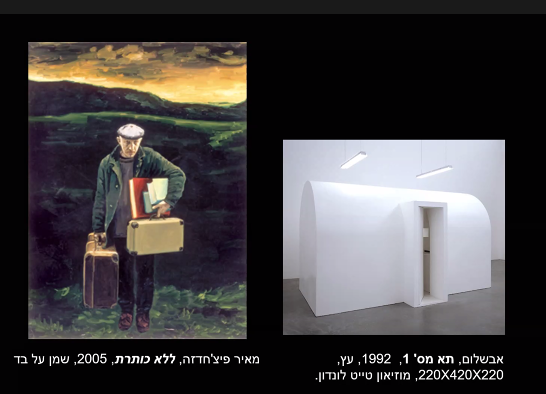 אבשלום, תא מס' 1, 1992, עץ,
220X420X220, מוזיאון טייט לונדון.
מאיר פיצ'חדזה, ללא כותרת, 2005, שמן על בד